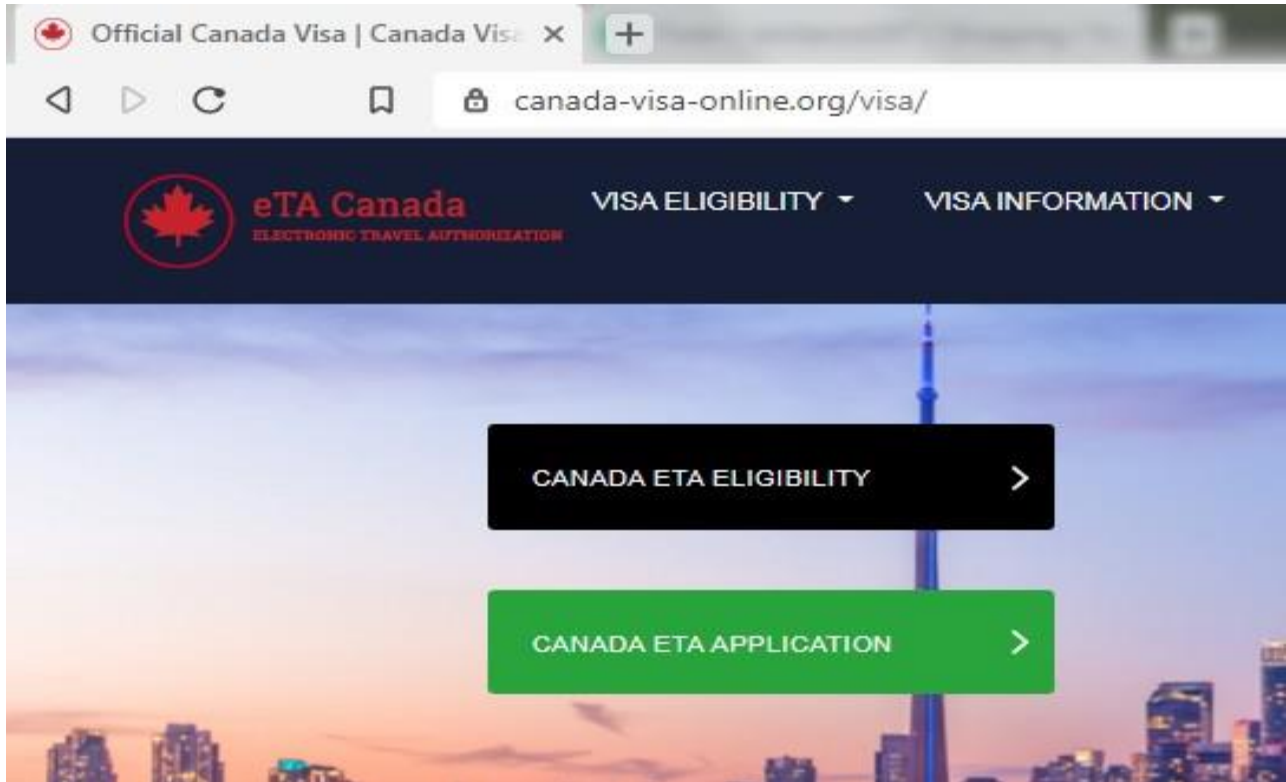 Official Canada Visa | Canada Vis
canada-visa-online.org/visa/
eTA Canada
ELECTRONIC TRAVEL AUTHORIZATION
VISA ELIGIBILITY
VISA INFORMATION
CANADA ETA ELIGIBILITY
CANADA ETA APPLICATION